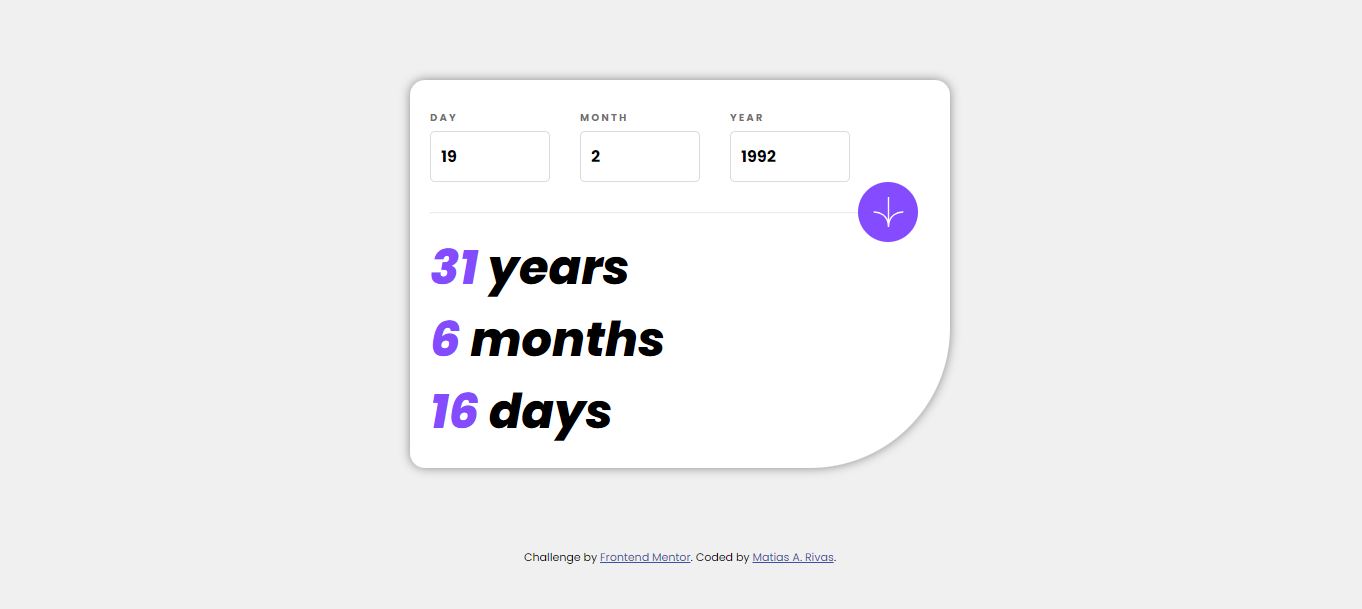 DAY MONTH YEAR
19 2 1992
31 years
6 months
16 days
Challenge by Frontend Mentor. Coded by Matias A. Rivas.